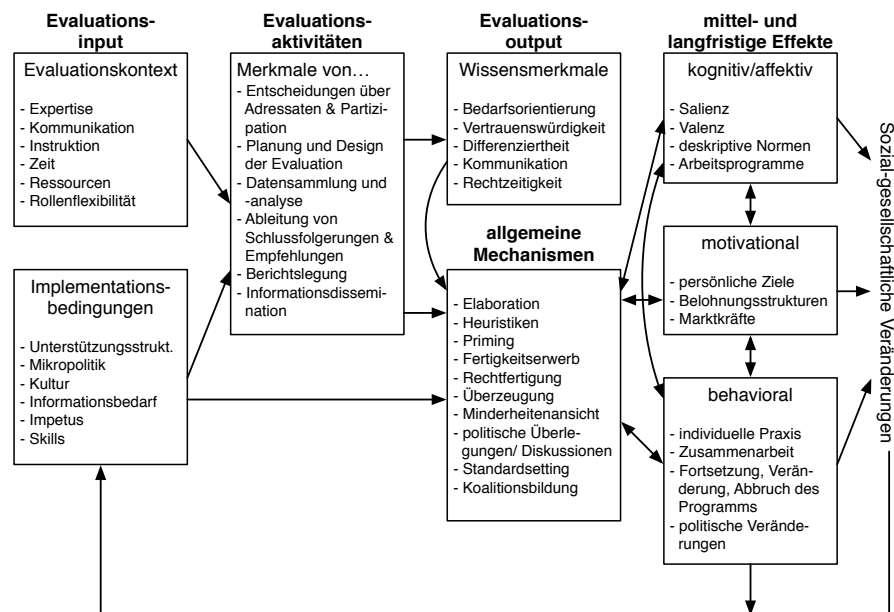 Evaluations-
input
Evaluationskontext
- Expertise
- Kommunikation
- Instruktion
- Zeit
- Ressourcen
- Rollenflexibilität
Implementations-
bedingungen
- Unterstützungsstrukt.
- Mikropolitik
- Kultur
- Informationsbedarf
- Impetus
- Skills
Evaluations-
aktivitäten
Merkmale von…
- Entscheidungen über
Adressaten & Partizi-
pation
- Planung und Design
der Evaluation
- Datensammlung und
-analyse
- Ableitung von
Schlussfolgerungen &
Empfehlungen
- Berichtslegung
- Informationsdissemi-
nation
Evaluations-
output
Wissensmerkmale
- Bedarfsorientierung
- Vertrauenswürdigkeit
- Differenziertheit
- Kommunikation
- Rechtzeitigkeit
allgemeine
Mechanismen
- Elaboration
- Heuristiken
- Priming
- Fertigkeitserwerb
- Rechtfertigung
- Überzeugung
- Minderheitenansicht
- politische Überle-
gungen/ Diskussionen
- Standardsetting
- Koalitionsbildung
mittel- und
langfristige Effekte
kognitiv/affektiv
- Salienz
- Valenz
- deskriptive Normen
- Arbeitsprogramme
motivational
- persönliche Ziele
- Belohnungsstrukturen
- Marktkräfte
behavioral
- individuelle Praxis
- Zusammenarbeit
- Fortsetzung, Verän-
derung, Abbruch des
Programms
- politische Verände-
rungen
Sozial-gesellschaftliche Veränderungen